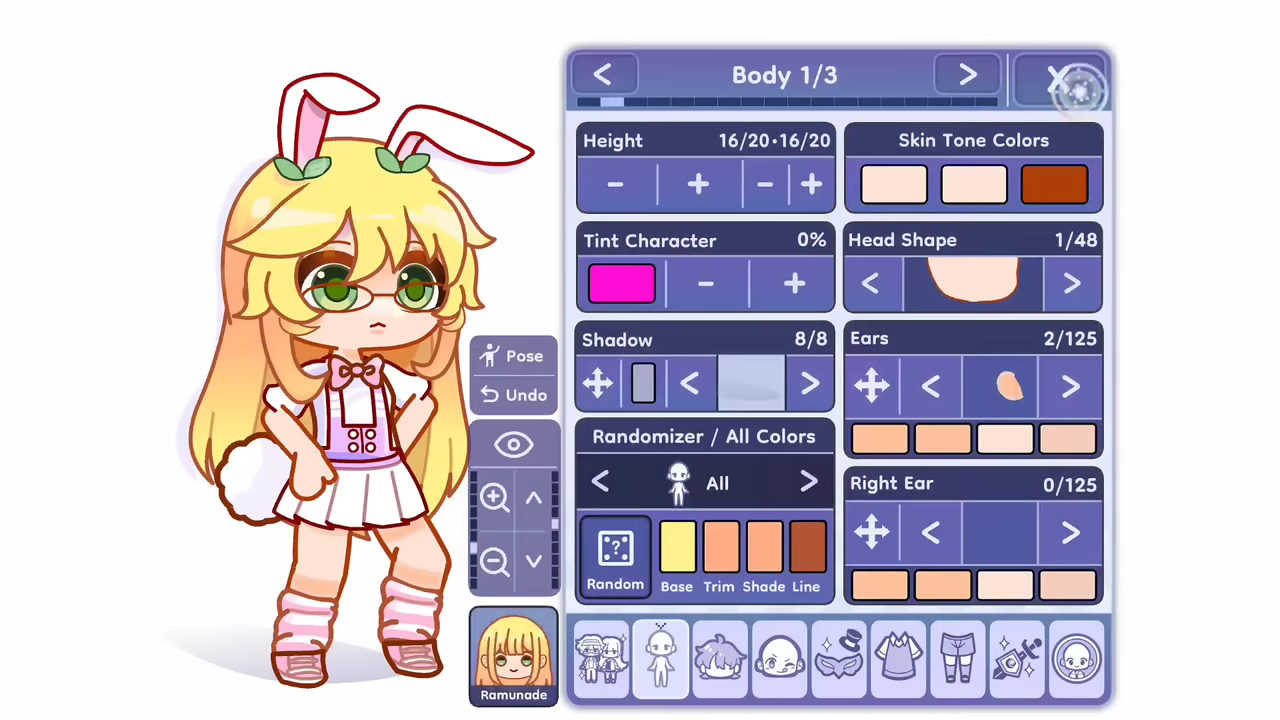 < Body 1/3 > X
Height 16/20•16/20
- + - +
Skin Tone Colors
Tint Character 0%
- +
Head Shape 1/48
< >
Shadow 8/8
< >
Ears 2/125
< >
Pose
Undo
Randomizer / All Colors
< All >
?
Random
Base
Trim
Shade
Line
Right Ear 0/125
< >
Ramunade